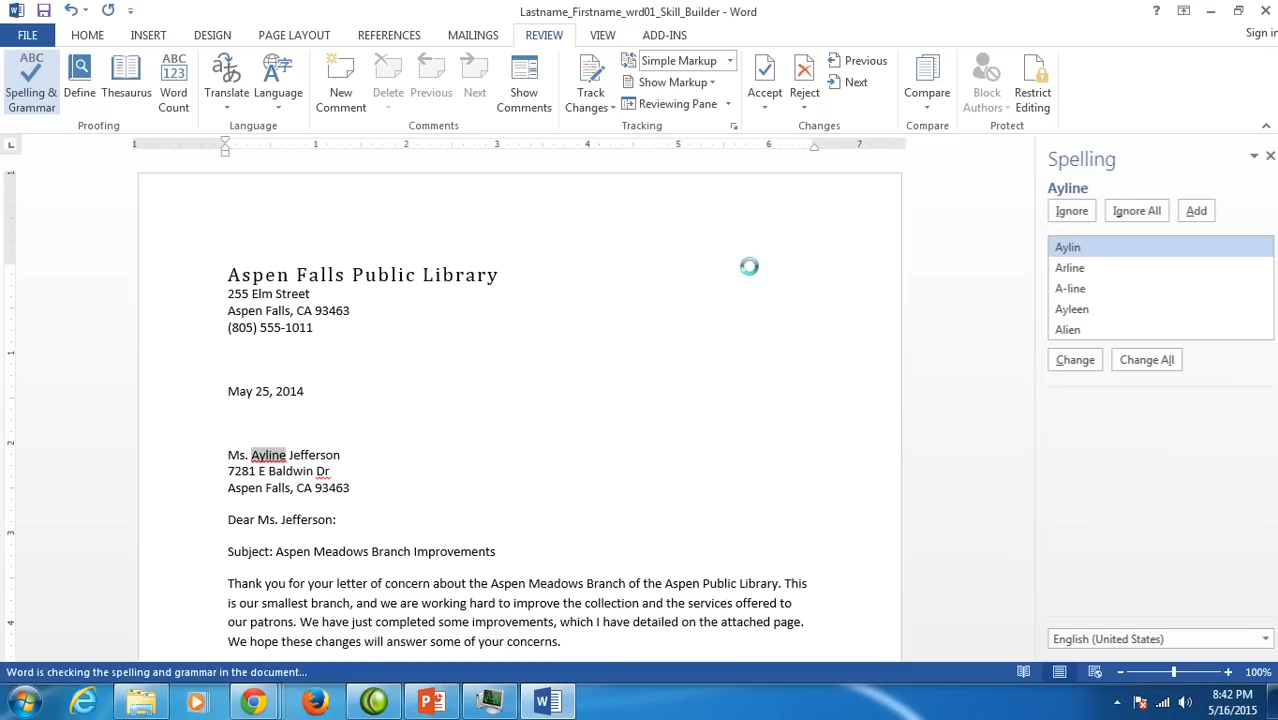 Lastname_Firstname_wrd01_Skill_Builder - Word
FILE HOME INSERT DESIGN PAGE LAYOUT REFERENCES MAILINGS REVIEW VIEW ADD-INS Sign in
Spelling & Grammar
Define
Thesaurus
Word Count
Translate
Language
New Comment
Delete
Previous
Next
Show Comments
Track Changes
Simple Markup
Show Markup
Reviewing Pane
Accept
Reject
Previous
Next
Compare
Block Authors
Restrict Editing
Proofing Language Comments Tracking Changes Compare Protect
1 1 2 3 4 5 6 7
Aspen Falls Public Library
255 Elm Street
Aspen Falls, CA 93463
(805) 555-1011
May 25, 2014
Ms. Ayline Jefferson
7281 E Baldwin Dr
Aspen Falls, CA 93463
Dear Ms. Jefferson:
Subject: Aspen Meadows Branch Improvements
Thank you for your letter of concern about the Aspen Meadows Branch of the Aspen Public Library. This
is our smallest branch, and we are working hard to improve the collection and the services offered to
our patrons. We have just completed some improvements, which I have detailed on the attached page.
We hope these changes will answer some of your concerns.
Spelling
Ayline
Ignore Ignore All Add
Aylin
Arline
A-line
Ayleen
Alien
Change Change All
English (United States)
Word is checking the spelling and grammar in the document...
100%
8:42 PM
5/16/2015